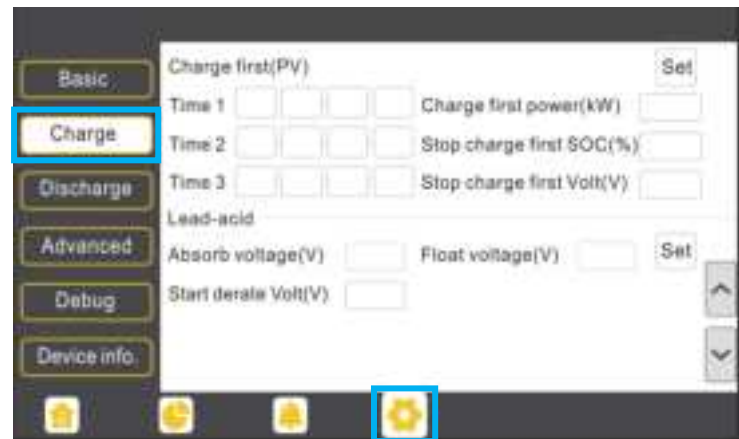 Basic
Charge
Discharge
Advanced
Debug
Device info.
Charge first(PV) Set
Time 1 Charge first power(kW)
Time 2 Stop charge first SOC(%)
Time 3 Stop charge first Volt(V)
Lead-acid
Absorb voltage(V) Float voltage(V) Set
Start derate Volt(V)